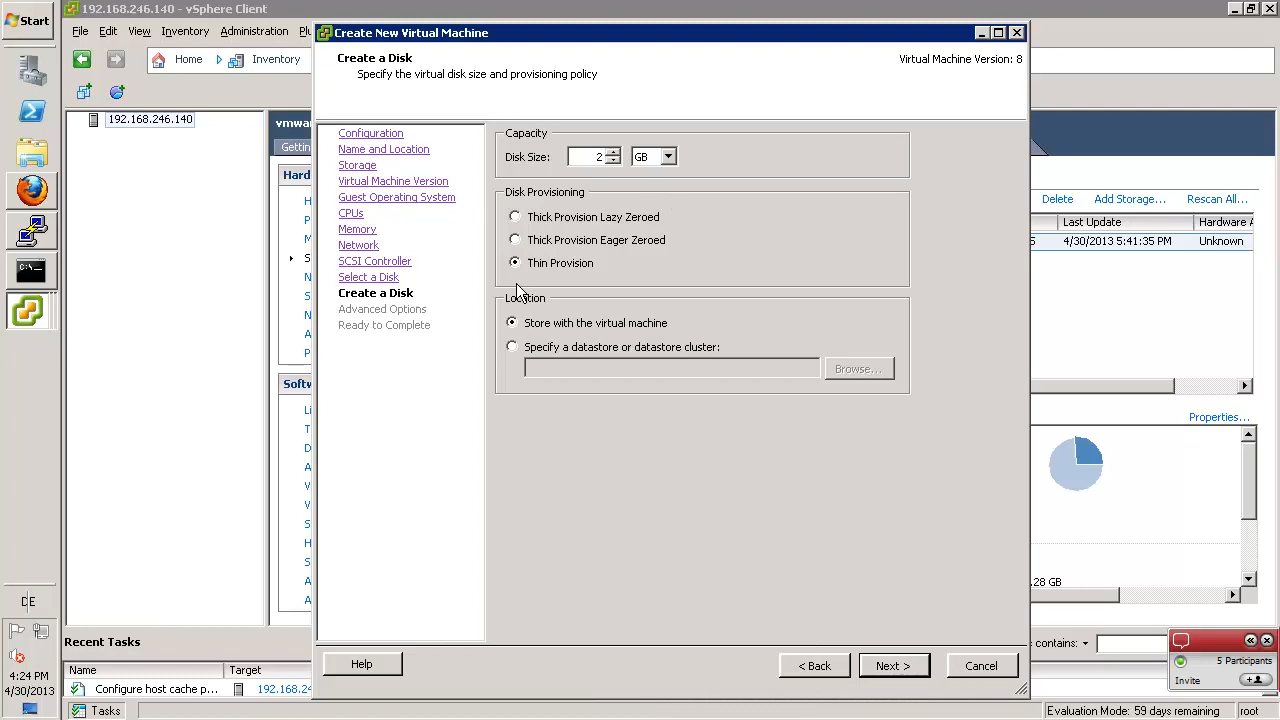 Start
192.168.246.140 - vSphere Client
File Edit View Inventory Administration Pl
Home Inventory
192.168.246.140
vmwar
Gettin
Hard
Softw
Create New Virtual Machine
Create a Disk
Specify the virtual disk size and provisioning policy
Virtual Machine Version: 8
Configuration
Name and Location
Storage
Virtual Machine Version
Guest Operating System
CPUs
Memory
Network
SCSI Controller
Select a Disk
Create a Disk
Advanced Options
Ready to Complete
Capacity
Disk Size: 2 GB
Disk Provisioning
Thick Provision Lazy Zeroed
Thick Provision Eager Zeroed
Thin Provision
Location
Store with the virtual machine
Specify a datastore or datastore cluster:
Browse...
Help
< Back Next > Cancel
Delete Add Storage... Rescan All...
Last Update Hardware A
5 4/30/2013 5:41:35 PM Unknown
Properties...
.28 GB
contains:
Recent Tasks
Name Target
Configure host cache p... 192.168.24
Tasks
Evaluation Mode: 59 days remaining root
5 Participants
Invite
DE
4:24 PM
4/30/2013
C:\